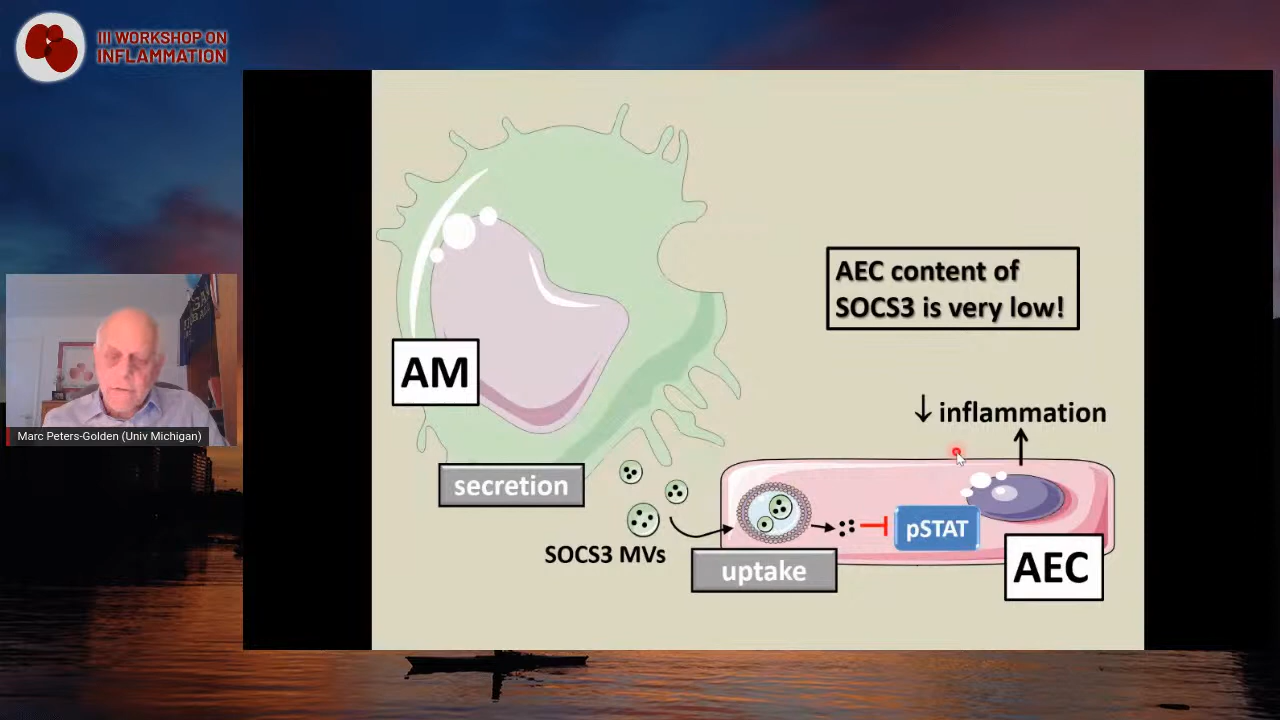 III WORKSHOP ON
INFLAMMATION
AEC content of
SOCS3 is very low!
AM
↓ inflammation
secretion
SOCS3 MVs
pSTAT
uptake
AEC
Marc Peters-Golden (Univ Michigan)